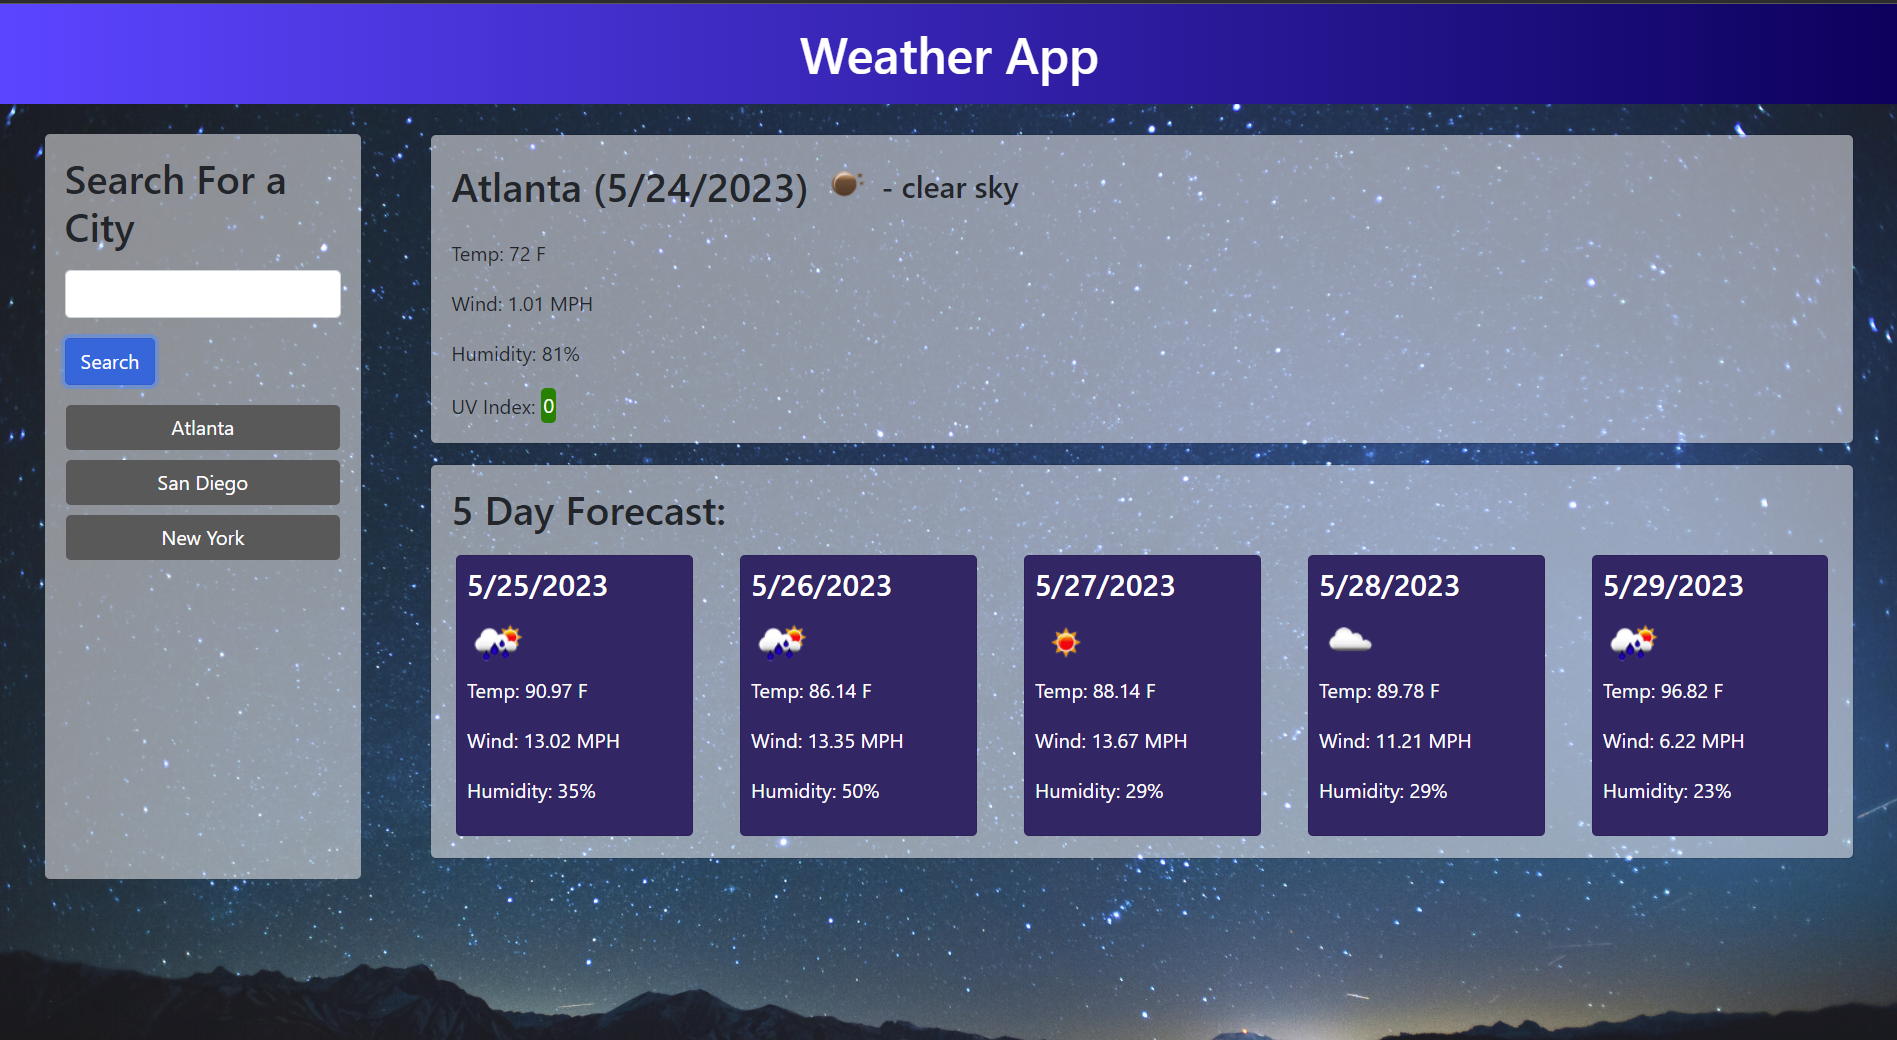 Weather App
Search For a
City
Search
Atlanta
San Diego
New York
Atlanta (5/24/2023) - clear sky
Temp: 72 F
Wind: 1.01 MPH
Humidity: 81%
UV Index: 0
5 Day Forecast:
5/25/2023
Temp: 90.97 F
Wind: 13.02 MPH
Humidity: 35%
5/26/2023
Temp: 86.14 F
Wind: 13.35 MPH
Humidity: 50%
5/27/2023
Temp: 88.14 F
Wind: 13.67 MPH
Humidity: 29%
5/28/2023
Temp: 89.78 F
Wind: 11.21 MPH
Humidity: 29%
5/29/2023
Temp: 96.82 F
Wind: 6.22 MPH
Humidity: 23%